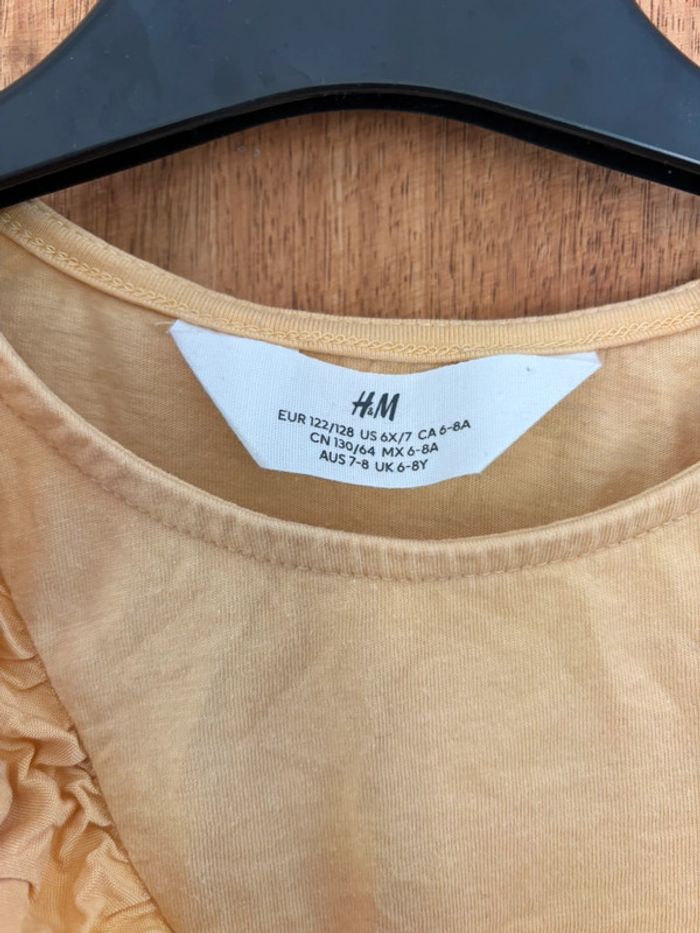 H&M
EUR 122/128 US 6X/7 CA 6-8A
CN 130/64 MX 6-8A
AUS 7-8 UK 6-8Y